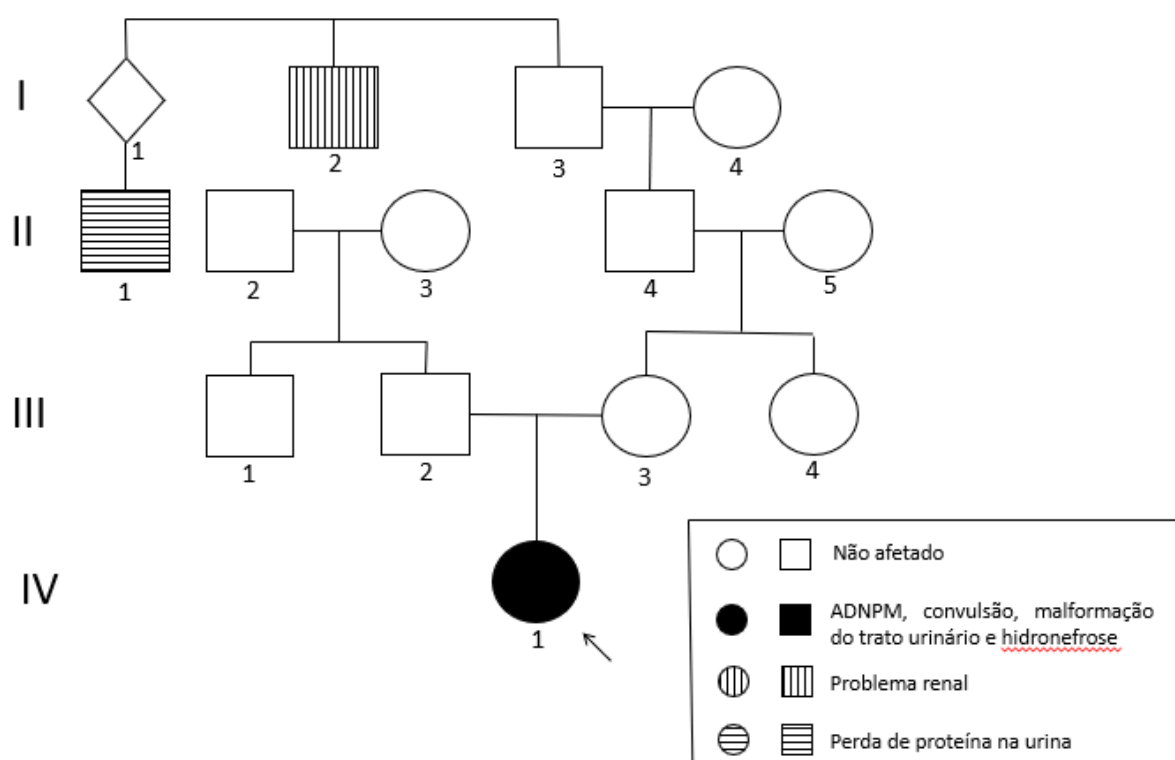 I
1
2
3
4
II
1
2
3
4
5
III
1
2
3
4
IV
1
Não afetado
ADNPM, convulsão, malformação
do trato urinário e hidronefrose
Problema renal
Perda de proteína na urina